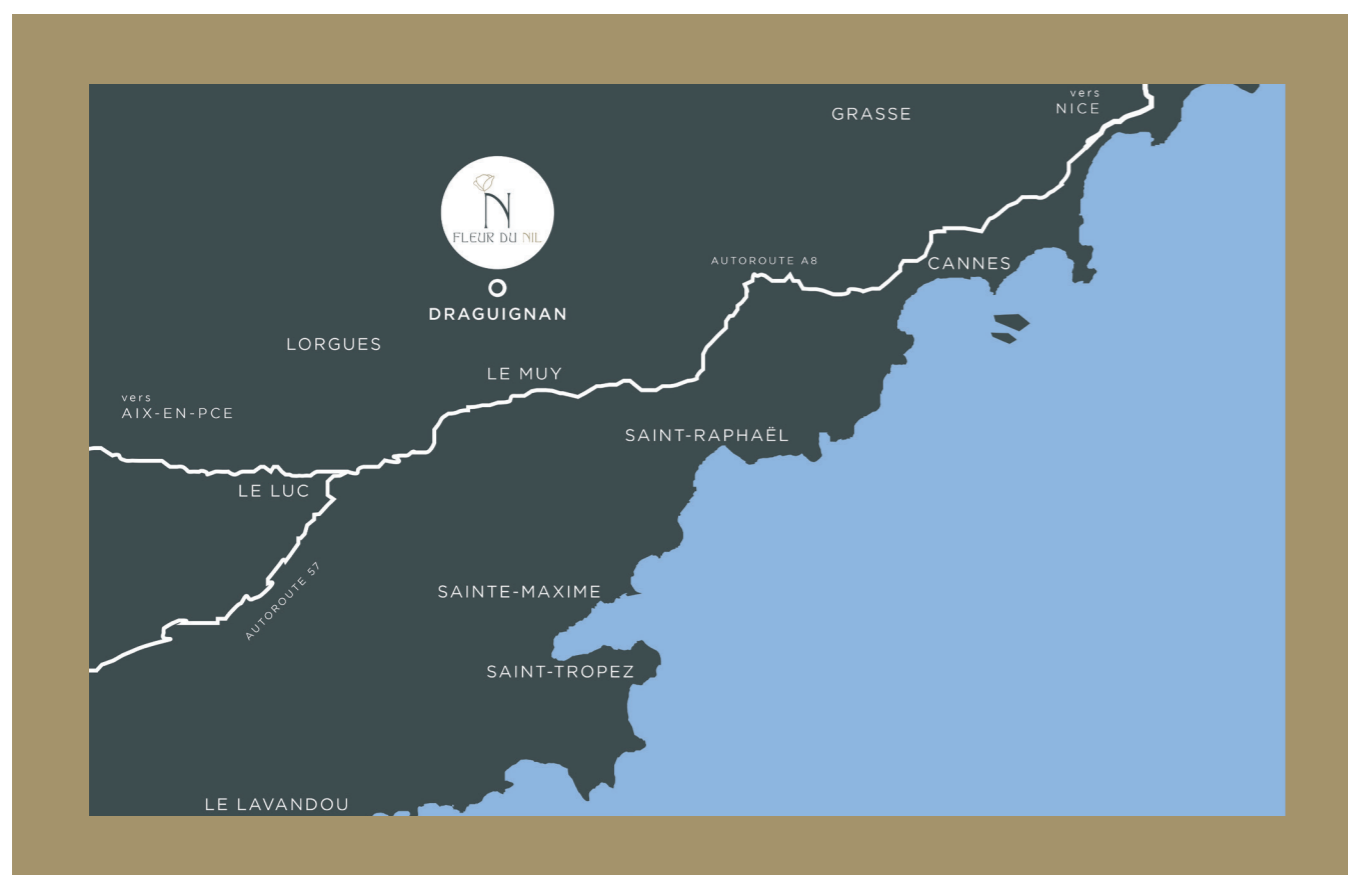 vers
NICE
GRASSE
N
FLEUR DU NIL
AUTOROUTE A8
CANNES
DRAGUIGNAN
LORGUES
LE MUY
vers
AIX-EN-PCE
SAINT-RAPHAËL
LE LUC
AUTOROUTE 57
SAINTE-MAXIME
SAINT-TROPEZ
LE LAVANDOU